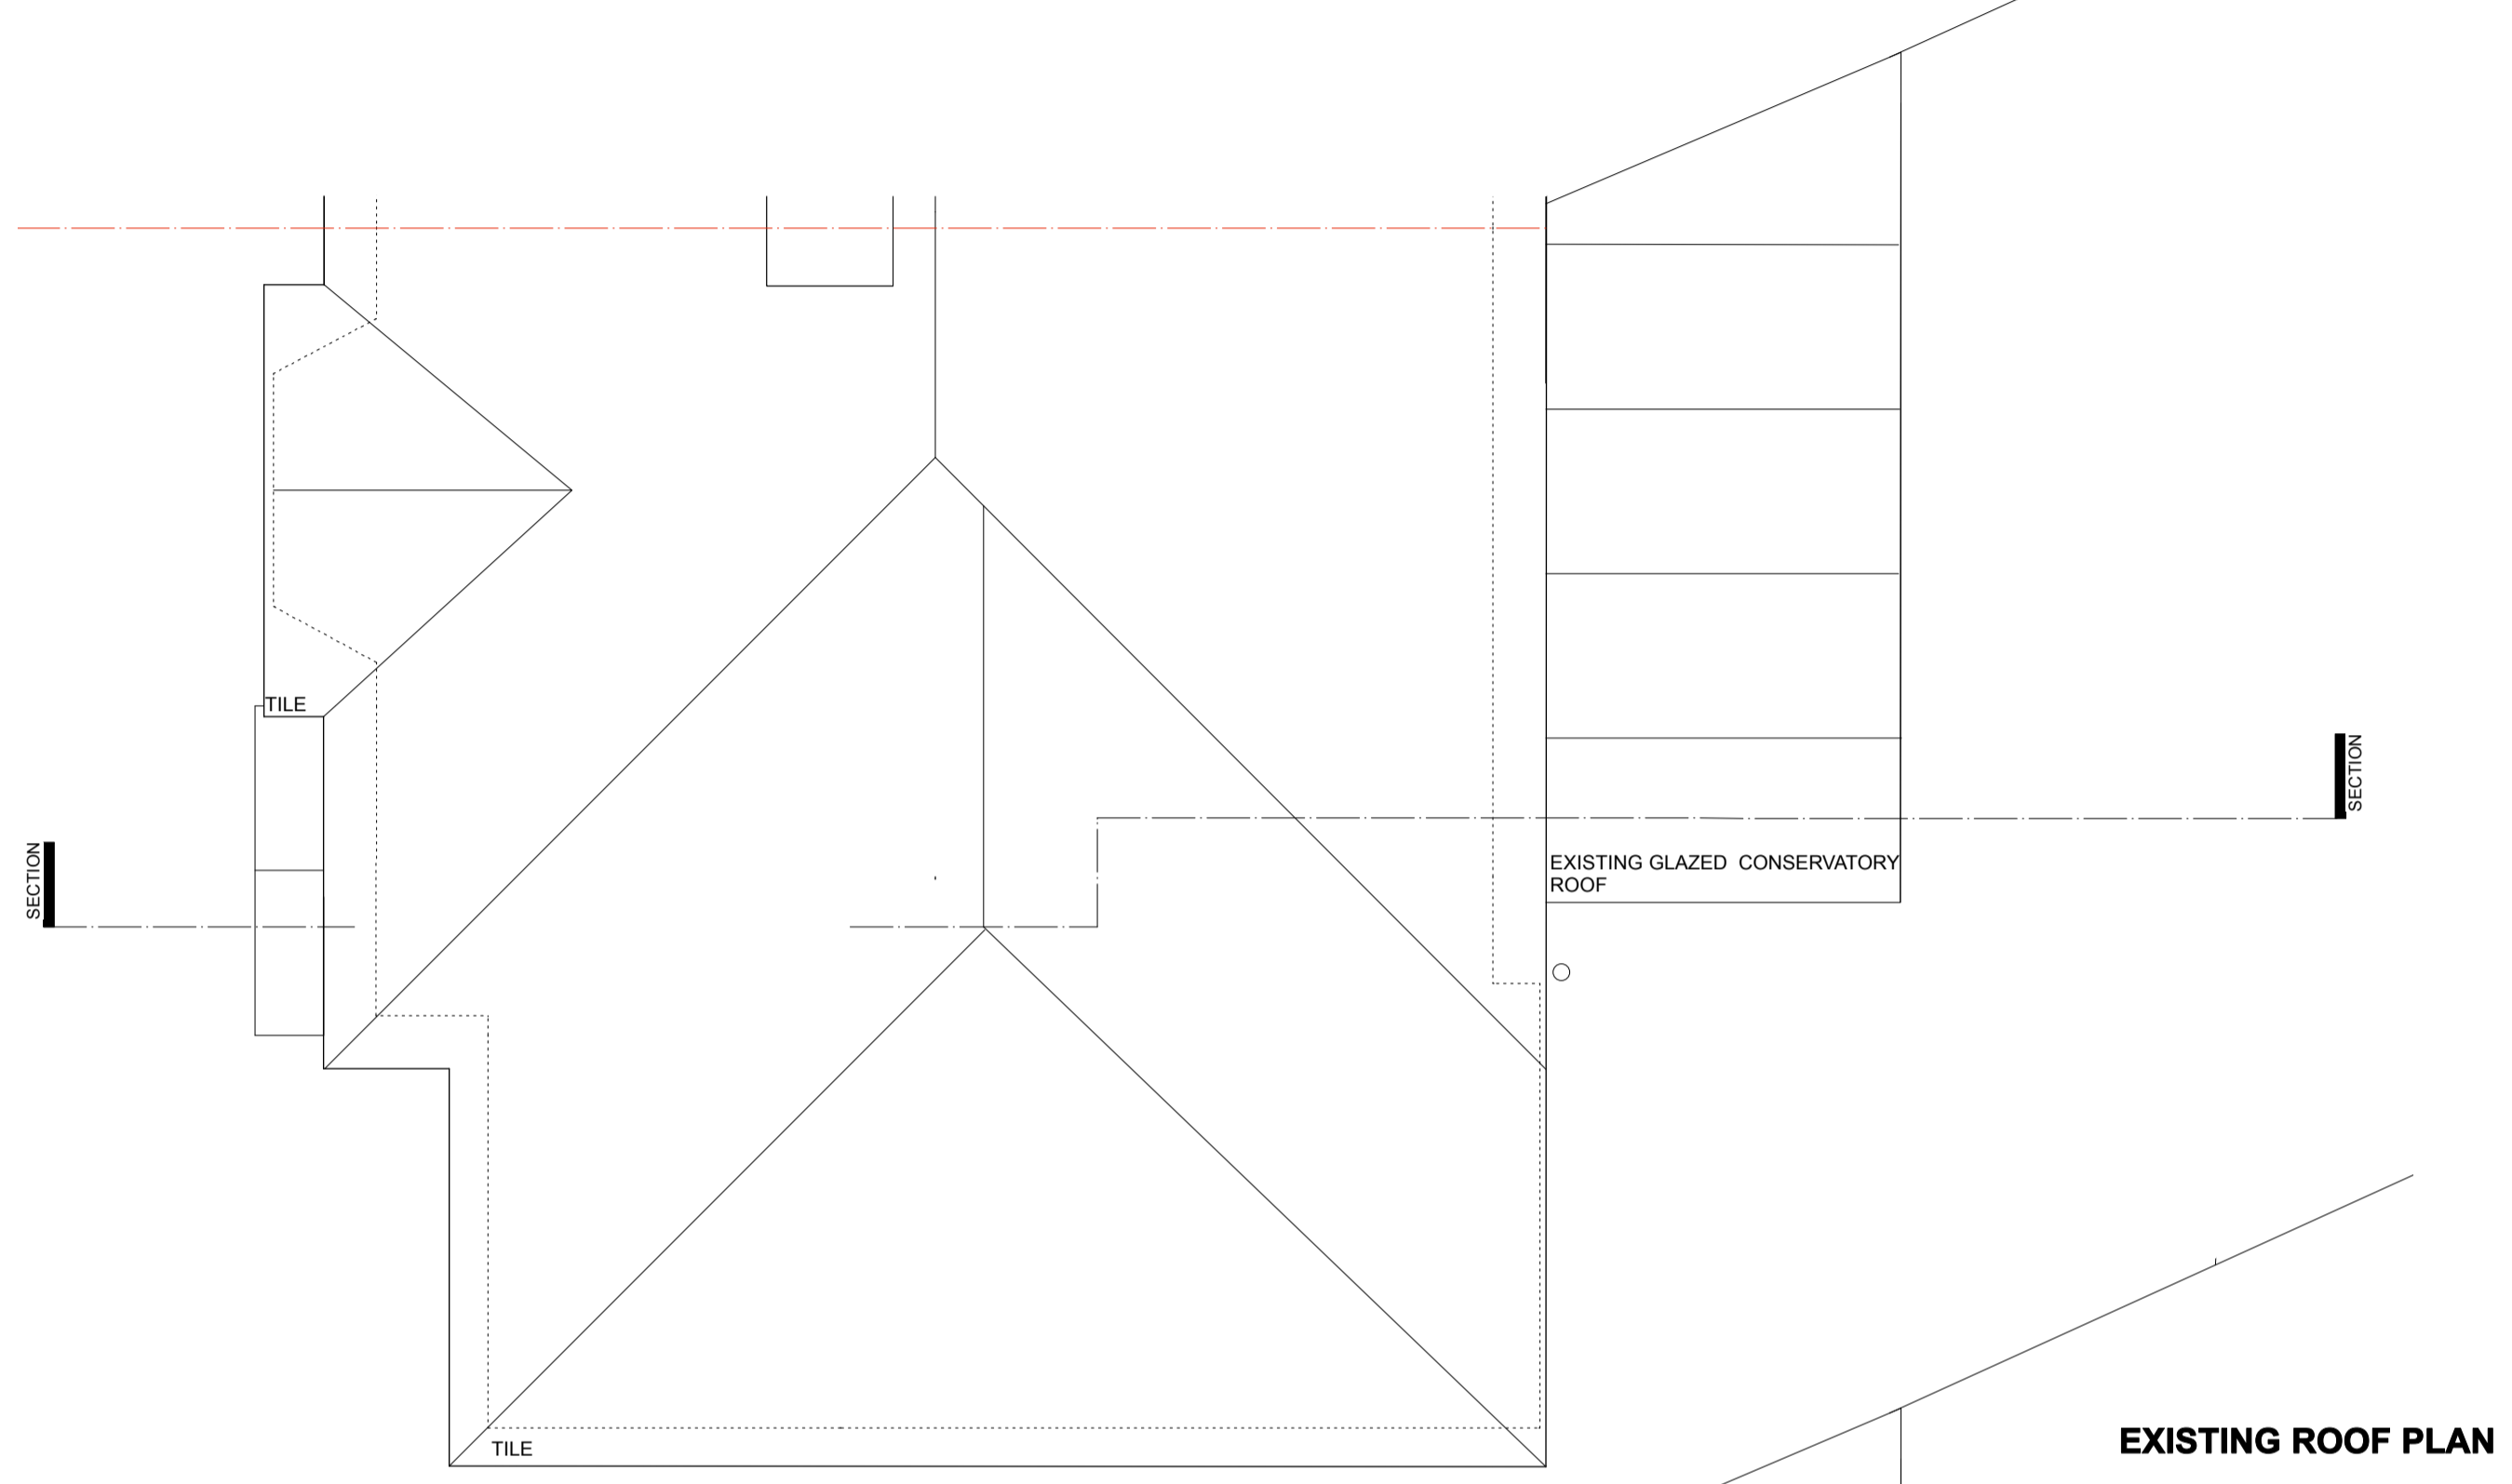 TILE
SECTION
SECTION
EXISTING GLAZED CONSERVATORY
ROOF
TILE
EXISTING ROOF PLAN